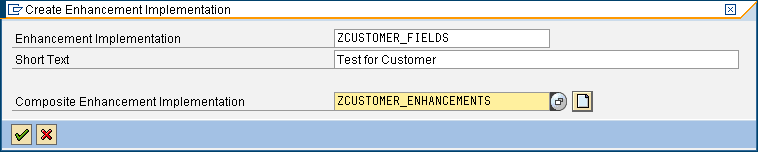 Create Enhancement Implementation
Enhancement Implementation ZCUSTOMER_FIELDS
Short Text Test for Customer
Composite Enhancement Implementation ZCUSTOMER_ENHANCEMENTS